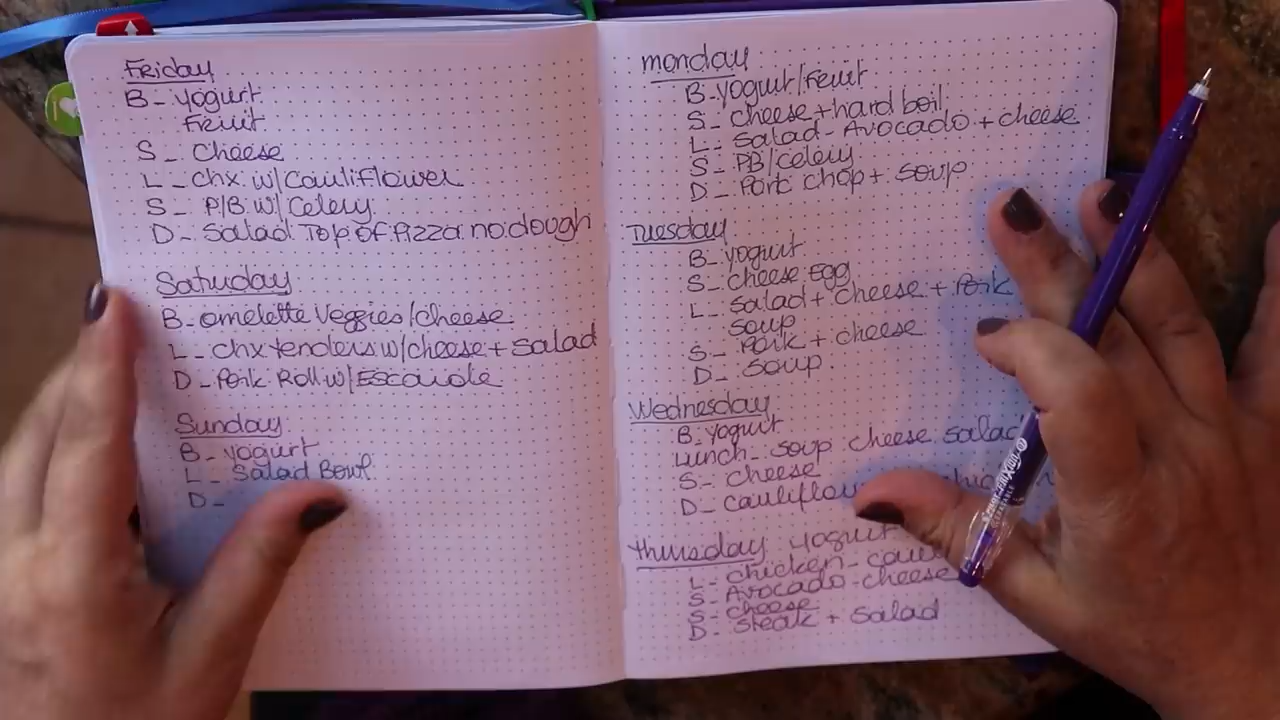 Friday
B - yogurt
Fruit
S - Cheese
L - Chx w/Cauliflower
S - P/B w/Celery
D - Salad Top of Pizza no dough
Saturday
B - omelette Veggies/cheese
L - Chx tenders w/cheese + Salad
D - Pork Roll w/Escarole
Sunday
B - yogurt
L - Salad Bowl
D -
monday
B - yogurt/Fruit
S - Cheese + hard boil
L - Salad - Avocado + cheese
S - PB/Celery
D - Pork chop + Soup
Tuesday
B - yogurt
S - Cheese Egg
L - Salad + Cheese + Pork
Soup
S - Pork + cheese
D - Soup.
Wednesday
B - yogurt
Lunch - Soup cheese salad
S - Cheese
D - Cauliflow
Thursday yogurt
L - Chicken - Caul
S - Avocado - Cheese
S - Cheese
D - Steak + Salad